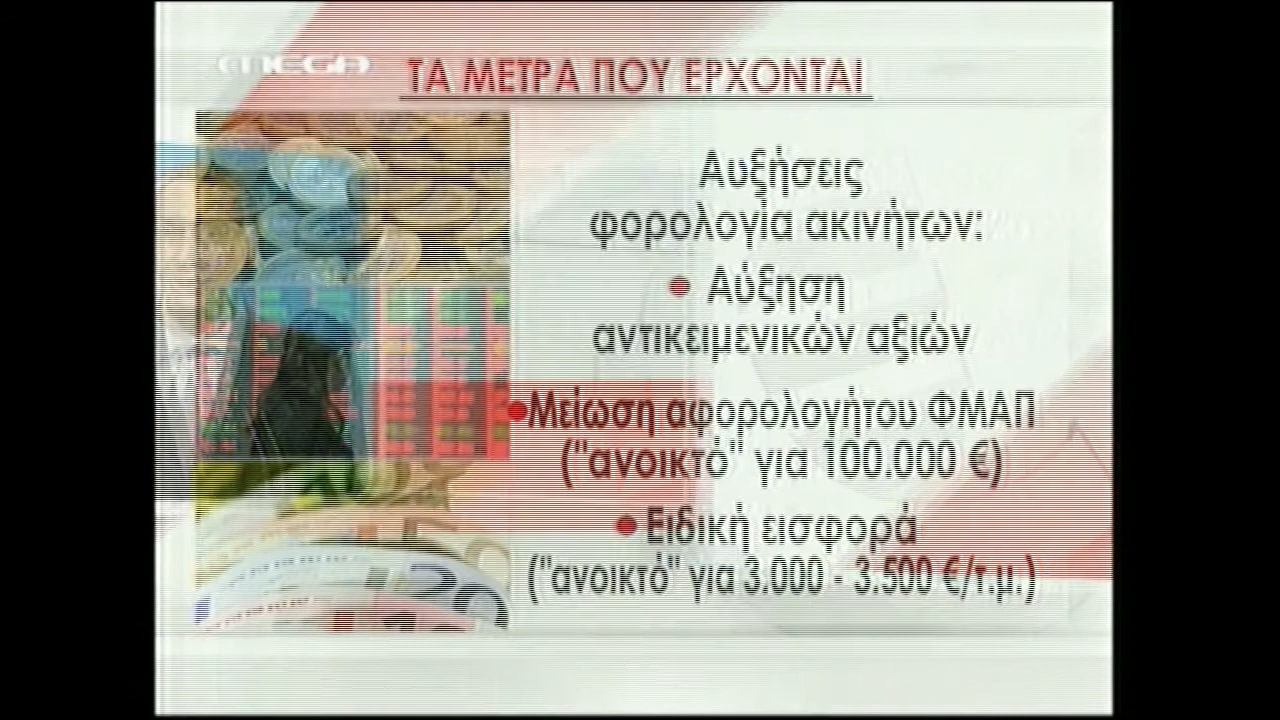 MEGA
ΤΑ ΜΕΤΡΑ ΠΟΥ ΕΡΧΟΝΤΑΙ
Αυξήσεις
φορολογία ακινήτων:
• Αύξηση
αντικειμενικών αξιών
•Μείωση αφορολογήτου ΦΜΑΠ
("ανοικτό" για 100.000 €)
• Ειδική εισφορά
("ανοικτό" για 3.000 - 3.500 €/τ.μ.)
20